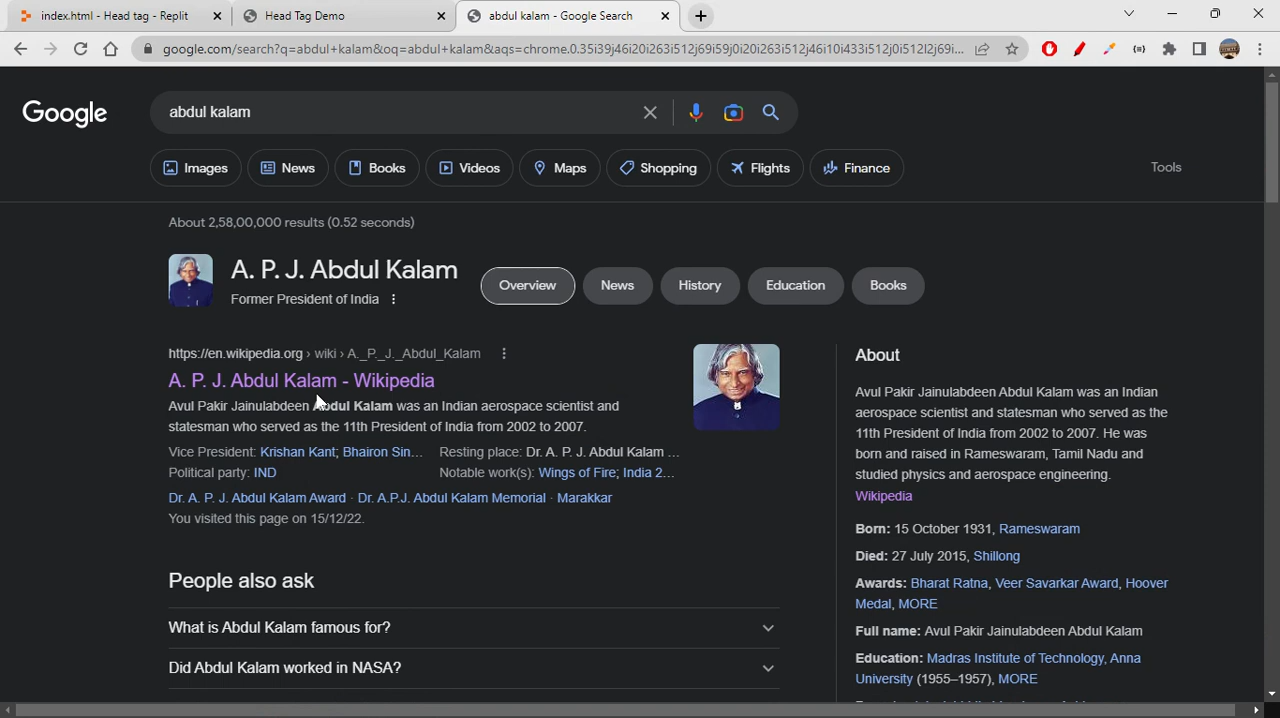 index.html - Head tag - Replit
Head Tag Demo
abdul kalam - Google Search
google.com/search?q=abdul+kalam&oq=abdul+kalam&aqs=chrome.0.35i39j46i20i263i512j69i59j0i20i263i512j46i10i433i512j0i512l2j69i...
Google
abdul kalam
Images
News
Books
Videos
Maps
Shopping
Flights
Finance
Tools
About 2,58,00,000 results (0.52 seconds)
A. P. J. Abdul Kalam
Former President of India
Overview
News
History
Education
Books
https://en.wikipedia.org › wiki › A._P._J._Abdul_Kalam
A. P. J. Abdul Kalam - Wikipedia
Avul Pakir Jainulabdeen Abdul Kalam was an Indian aerospace scientist and
statesman who served as the 11th President of India from 2002 to 2007.
Vice President: Krishan Kant; Bhairon Sin...
Resting place: Dr. A. P. J. Abdul Kalam ...
Political party: IND
Notable work(s): Wings of Fire; India 2...
Dr. A. P. J. Abdul Kalam Award · Dr. A.P.J. Abdul Kalam Memorial · Marakkar
You visited this page on 15/12/22.
People also ask
What is Abdul Kalam famous for?
Did Abdul Kalam worked in NASA?
About
Avul Pakir Jainulabdeen Abdul Kalam was an Indian
aerospace scientist and statesman who served as the
11th President of India from 2002 to 2007. He was
born and raised in Rameswaram, Tamil Nadu and
studied physics and aerospace engineering.
Wikipedia
Born: 15 October 1931, Rameswaram
Died: 27 July 2015, Shillong
Awards: Bharat Ratna, Veer Savarkar Award, Hoover
Medal, MORE
Full name: Avul Pakir Jainulabdeen Abdul Kalam
Education: Madras Institute of Technology, Anna
University (1955–1957), MORE